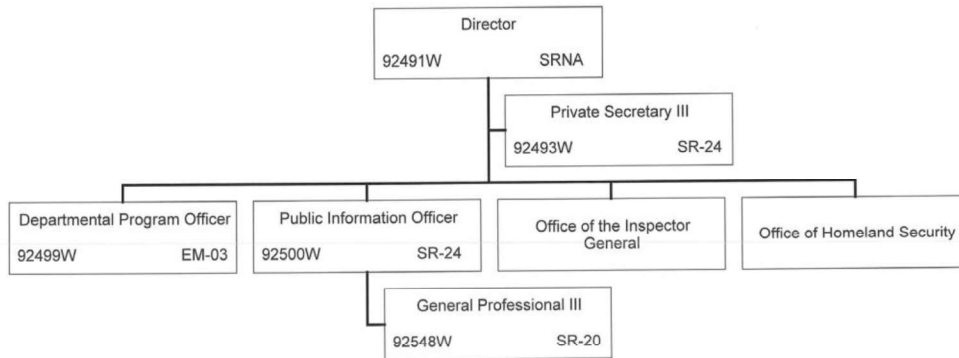 Director
92491W SRNA
Private Secretary III
92493W SR-24
Departmental Program Officer
92499W EM-03
Public Information Officer
92500W SR-24
Office of the Inspector
General
Office of Homeland Security
General Professional III
92548W SR-20